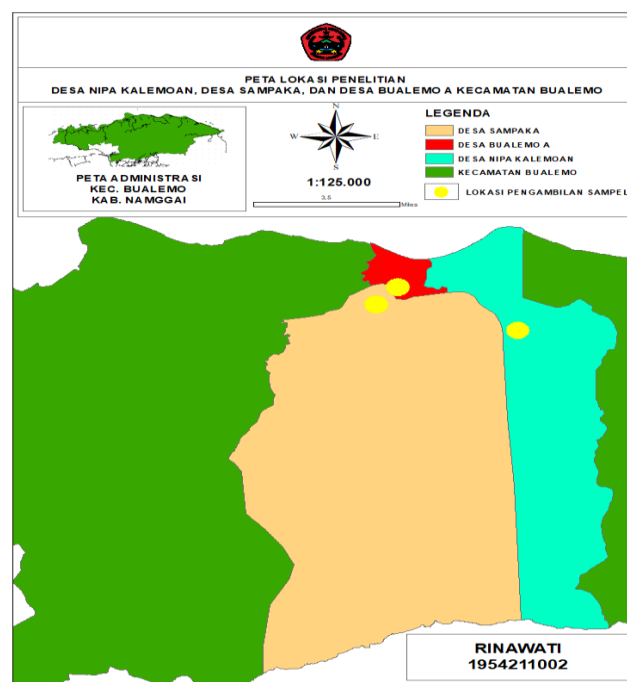 PETA LOKASI PENELITIAN
DESA NIPA KALEMOAN, DESA SAMPAKA, DAN DESA BUALEMO A KECAMATAN BUALEMO
PETA ADMINISTRASI
KEC. BUALEMO
KAB. NAMGGAI
N
W E
S
1:125.000
3,5
Miles
LEGENDA
DESA SAMPAKA
DESA BUALEMO A
DESA NIPA KALEMOAN
KECAMATAN BUALEMO
LOKASI PENGAMBILAN SAMPEL
RINAWATI
1954211002